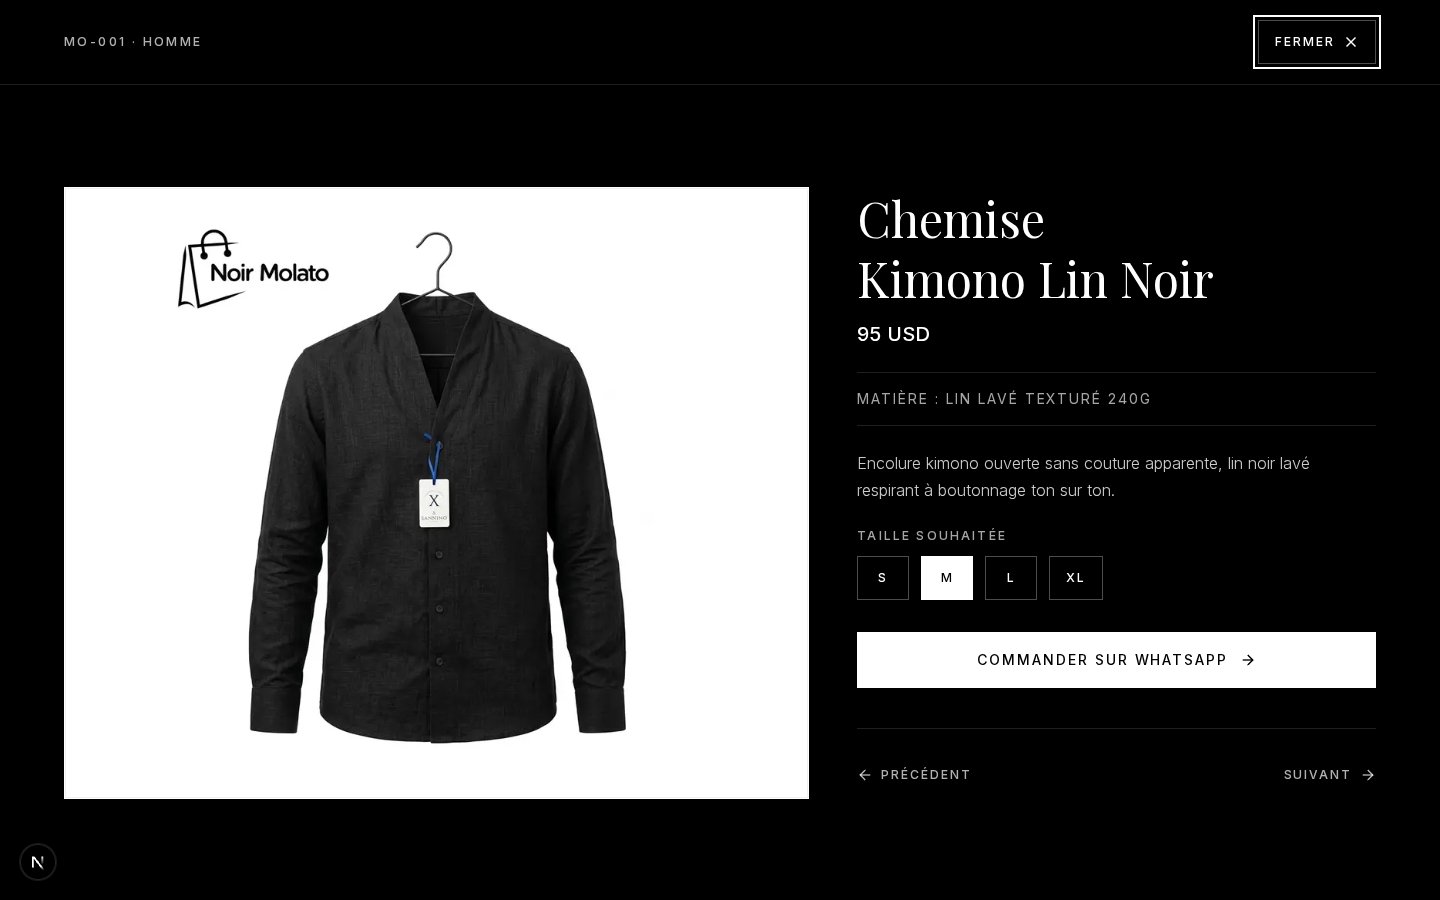 MO-001 · HOMME
FERMER
Noir Molato
X
&
LANNINO
Chemise
Kimono Lin Noir
95 USD
MATIÈRE : LIN LAVÉ TEXTURÉ 240G
Encolure kimono ouverte sans couture apparente, lin noir lavé
respirant à boutonnage ton sur ton.
TAILLE SOUHAITÉE
S M L XL
COMMANDER SUR WHATSAPP →
← PRÉCÉDENT
SUIVANT →
N